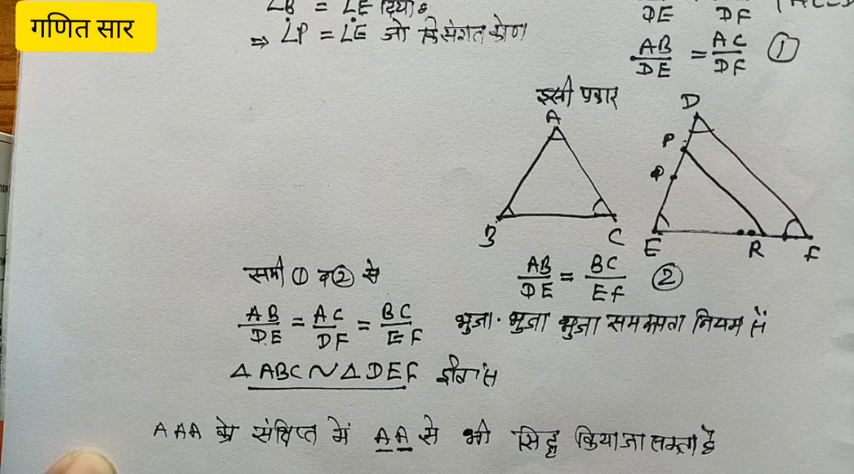 गणित सार
∠B = ∠E दिया है
⇒ ∠P = ∠E जो कि संगत कोण
DE DF
AB/DE = AC/DF ①
इसी प्रकार
A
B C
D
P
Q
E R F
AB/DE = BC/EF ②
समी ① व ② से
AB/DE = AC/DF = BC/EF
भुजा. भुजा भुजा समरूपता नियम से
△ ABC ~ △ DEF
AAA को संक्षिप्त में AA से भी सिद्ध किया जा सकता है